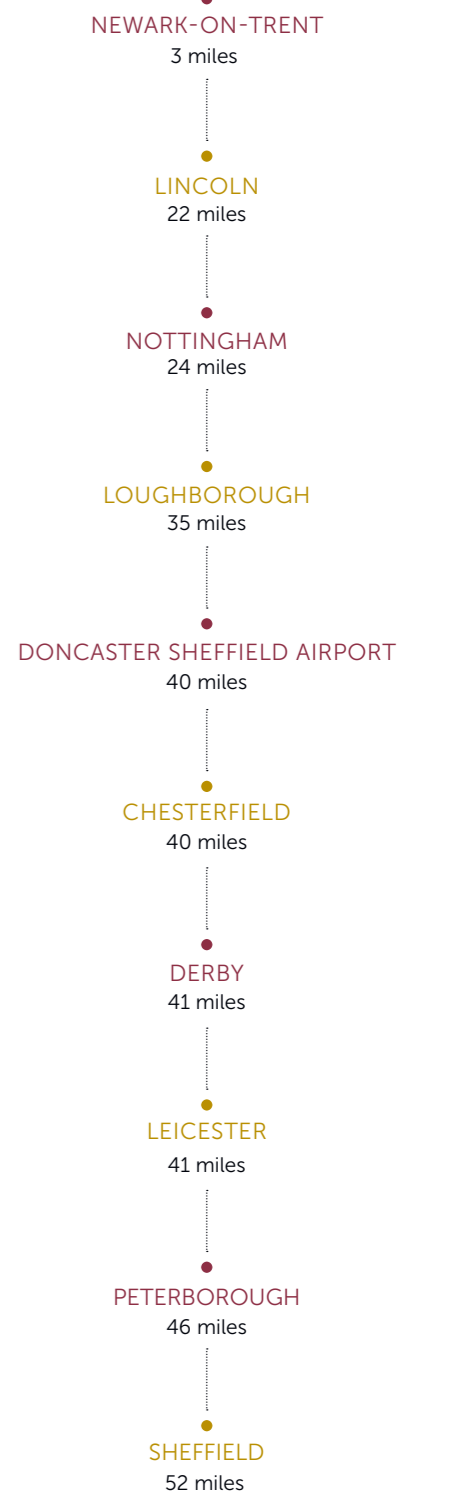 NEWARK-ON-TRENT
3 miles
LINCOLN
22 miles
NOTTINGHAM
24 miles
LOUGHBOROUGH
35 miles
DONCASTER SHEFFIELD AIRPORT
40 miles
CHESTERFIELD
40 miles
DERBY
41 miles
LEICESTER
41 miles
PETERBOROUGH
46 miles
SHEFFIELD
52 miles